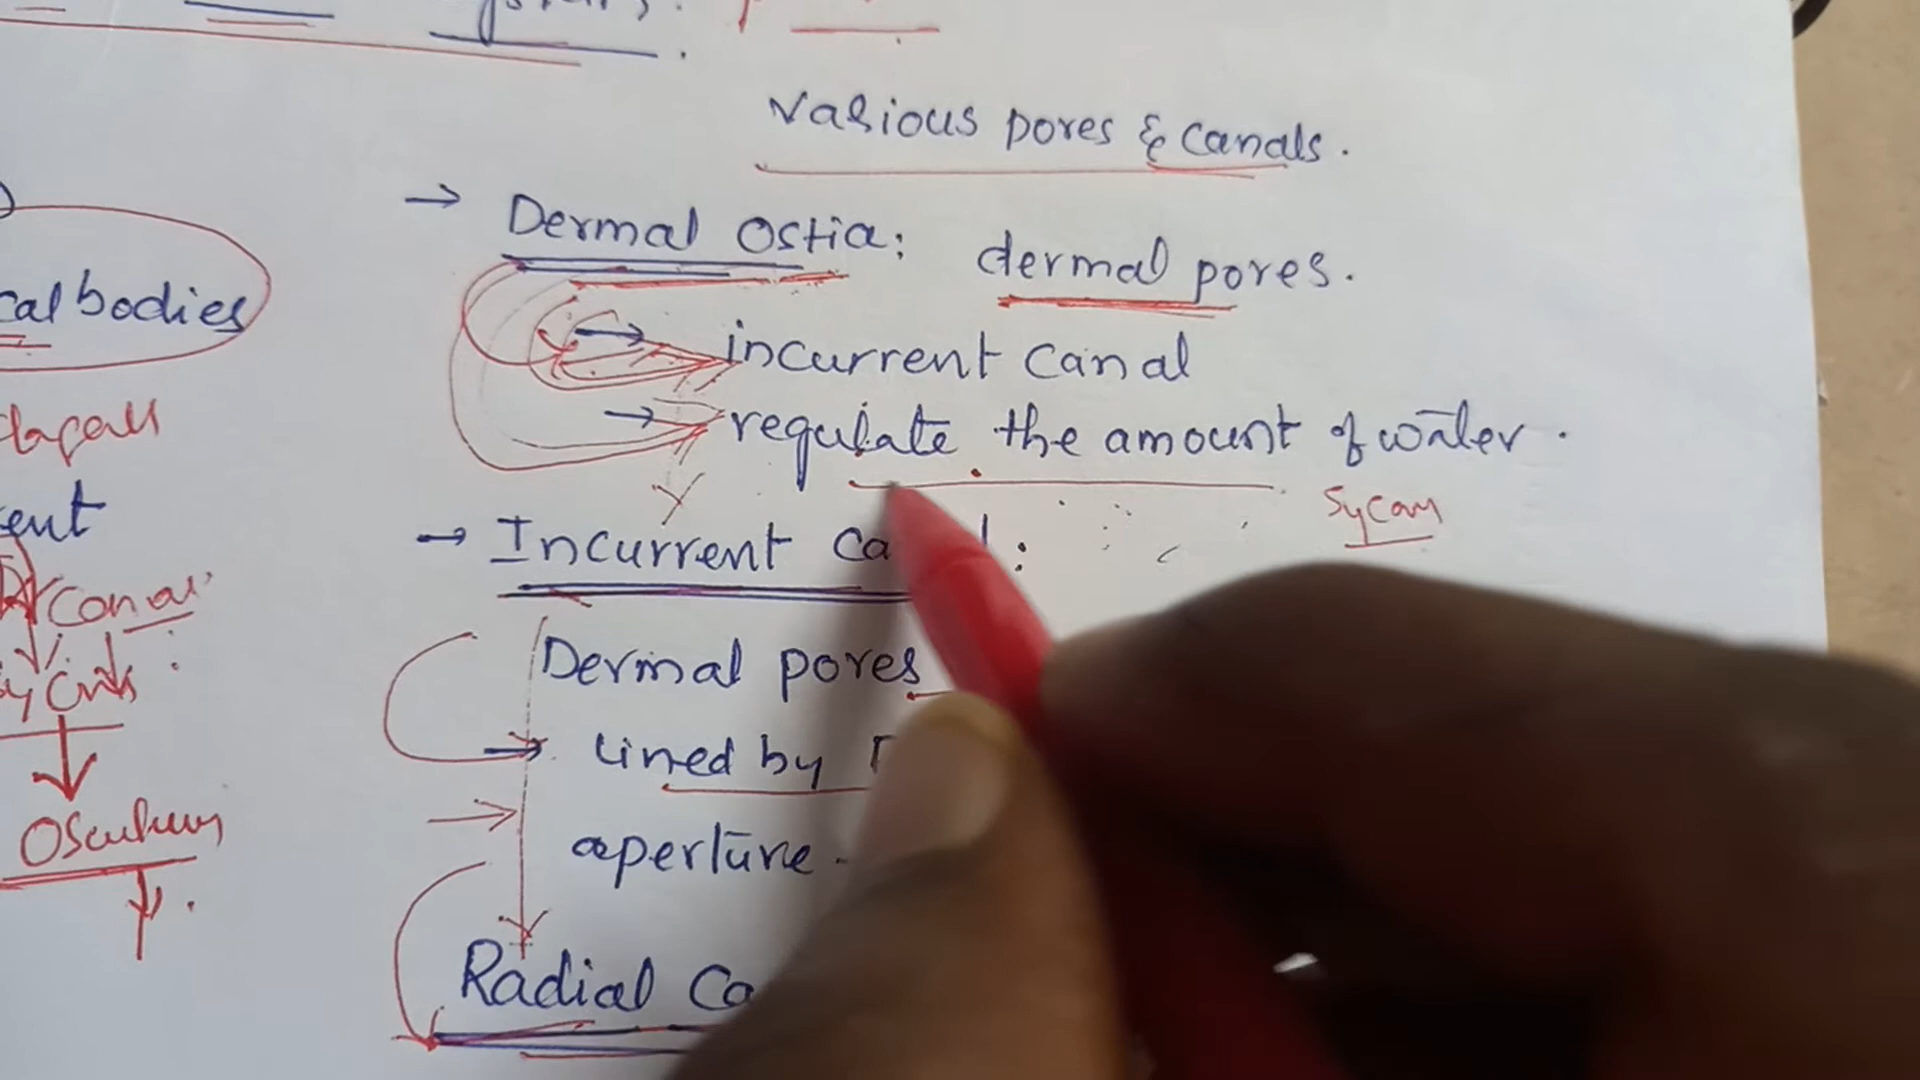 Various pores & canals.
→ Dermal Ostia: dermal pores.
→ incurrent canal
→ regulate the amount of water.
Sycon
→ Incurrent ca
Dermal pores
→ lined by
aperture.
Radial Ca
cal bodies
ent
Canal
Osculum